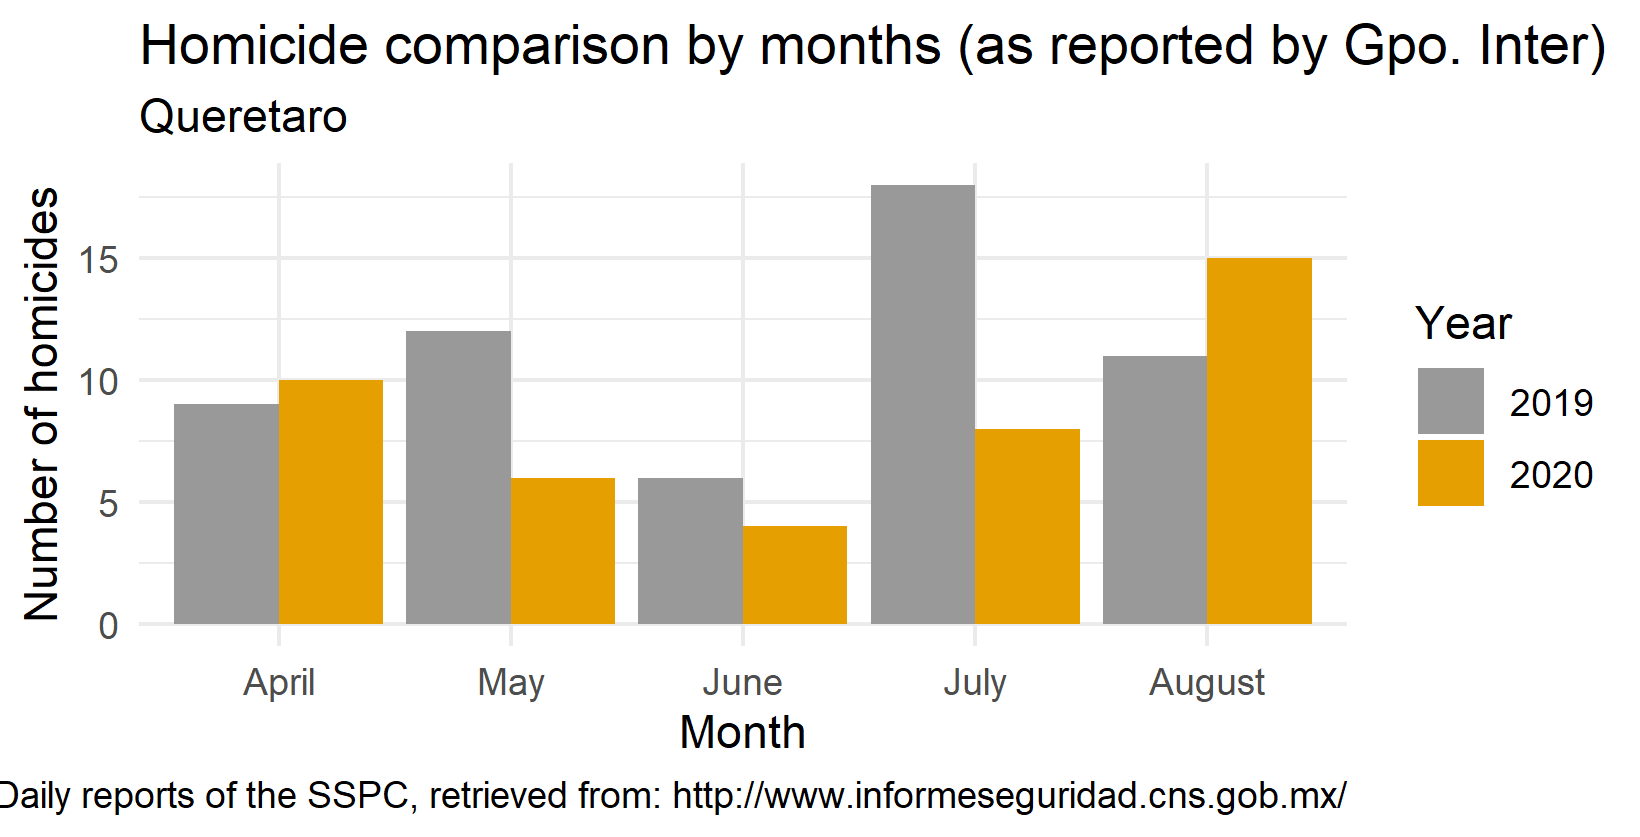 Homicide comparison by months (as reported by Gpo. Inter)
Queretaro
Number of homicides
15
10
5
0
April May June July August
Month
Year
2019
2020
Daily reports of the SSPC, retrieved from: http://www.informeseguridad.cns.gob.mx/